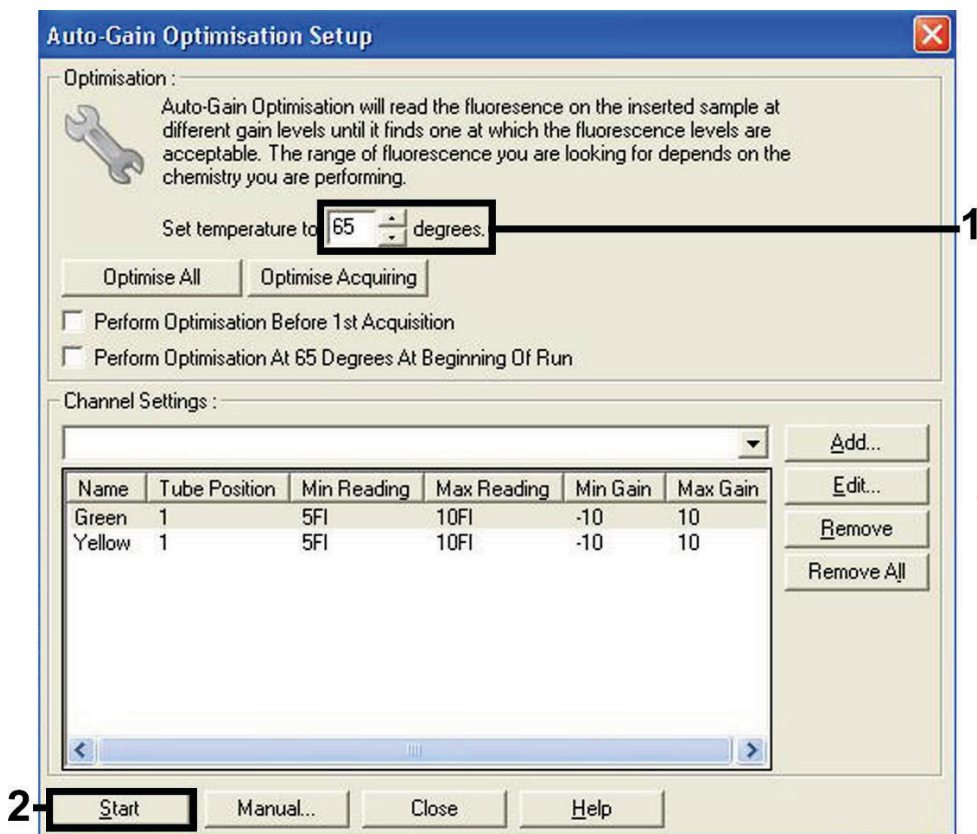 Auto-Gain Optimisation Setup
Optimisation :
Auto-Gain Optimisation will read the fluoresence on the inserted sample at
different gain levels until it finds one at which the fluorescence levels are
acceptable. The range of fluorescence you are looking for depends on the
chemistry you are performing.
Set temperature to 65 degrees.
1
Optimise All Optimise Acquiring
Perform Optimisation Before 1st Acquisition
Perform Optimisation At 65 Degrees At Beginning Of Run
Channel Settings :
Add...
Edit...
Remove
Remove All
Name Tube Position Min Reading Max Reading Min Gain Max Gain
Green 1 5Fl 10Fl -10 10
Yellow 1 5Fl 10Fl -10 10
2
Start Manual... Close Help